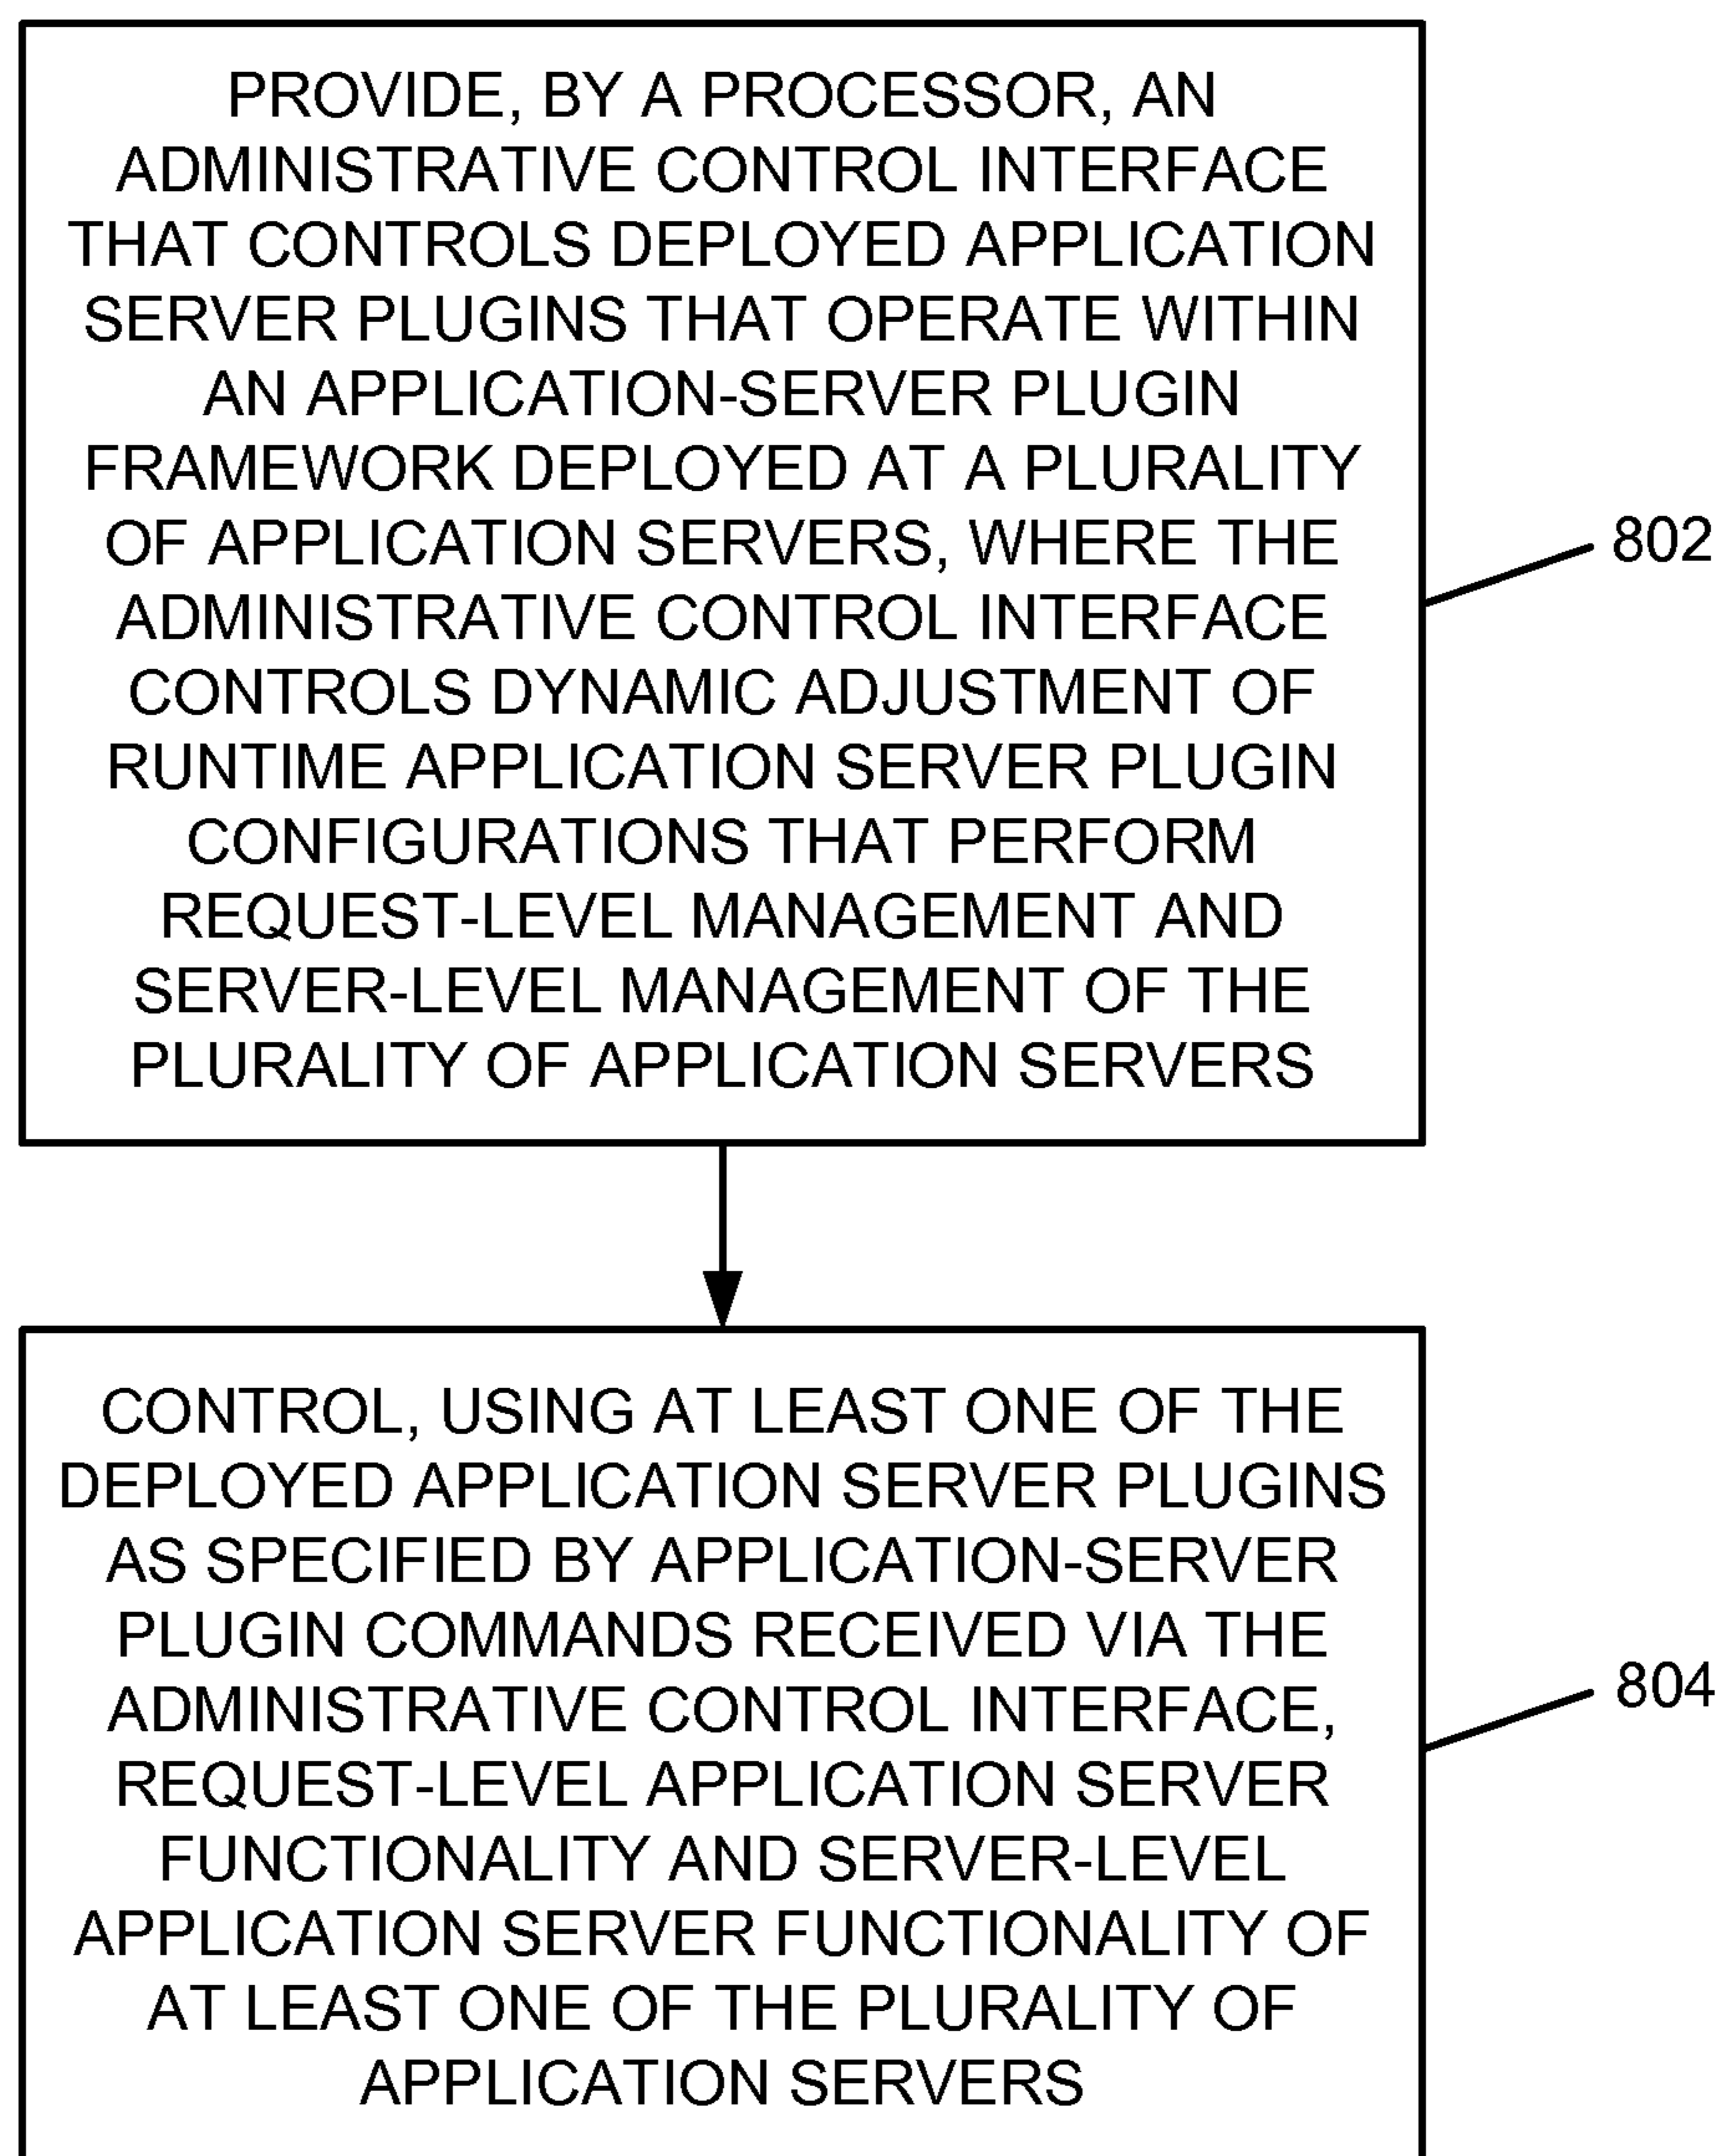 PROVIDE, BY A PROCESSOR, AN
ADMINISTRATIVE CONTROL INTERFACE
THAT CONTROLS DEPLOYED APPLICATION
SERVER PLUGINS THAT OPERATE WITHIN
AN APPLICATION-SERVER PLUGIN
FRAMEWORK DEPLOYED AT A PLURALITY
OF APPLICATION SERVERS, WHERE THE
ADMINISTRATIVE CONTROL INTERFACE
CONTROLS DYNAMIC ADJUSTMENT OF
RUNTIME APPLICATION SERVER PLUGIN
CONFIGURATIONS THAT PERFORM
REQUEST-LEVEL MANAGEMENT AND
SERVER-LEVEL MANAGEMENT OF THE
PLURALITY OF APPLICATION SERVERS
802
CONTROL, USING AT LEAST ONE OF THE
DEPLOYED APPLICATION SERVER PLUGINS
AS SPECIFIED BY APPLICATION-SERVER
PLUGIN COMMANDS RECEIVED VIA THE
ADMINISTRATIVE CONTROL INTERFACE,
REQUEST-LEVEL APPLICATION SERVER
FUNCTIONALITY AND SERVER-LEVEL
APPLICATION SERVER FUNCTIONALITY OF
AT LEAST ONE OF THE PLURALITY OF
APPLICATION SERVERS
804